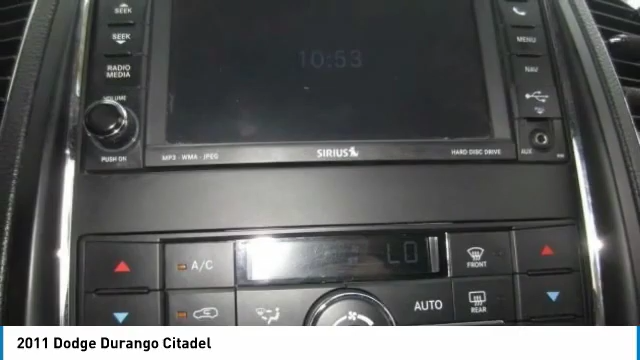 SEEK
SEEK
RADIO
MEDIA
VOLUME
PUSH ON
10:53
MENU
NAV
AUX
MP3 · WMA · JPEG
SIRIUS
HARD DISC DRIVE
A/C
LO
FRONT
AUTO
REAR
2011 Dodge Durango Citadel